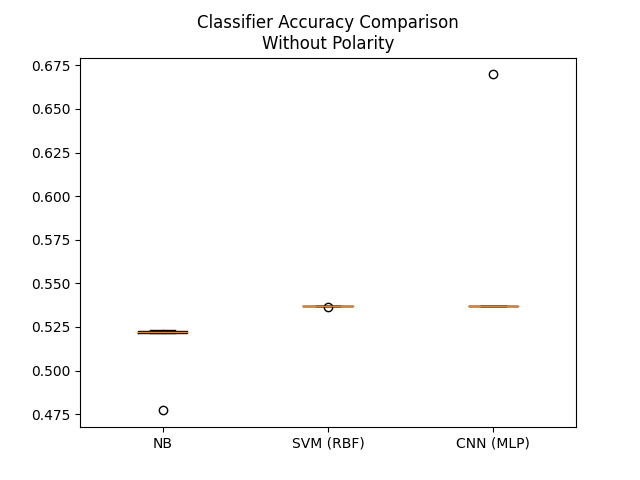 Classifier Accuracy Comparison
Without Polarity
0.675
0.650
0.625
0.600
0.575
0.550
0.525
0.500
0.475
NB
SVM (RBF)
CNN (MLP)